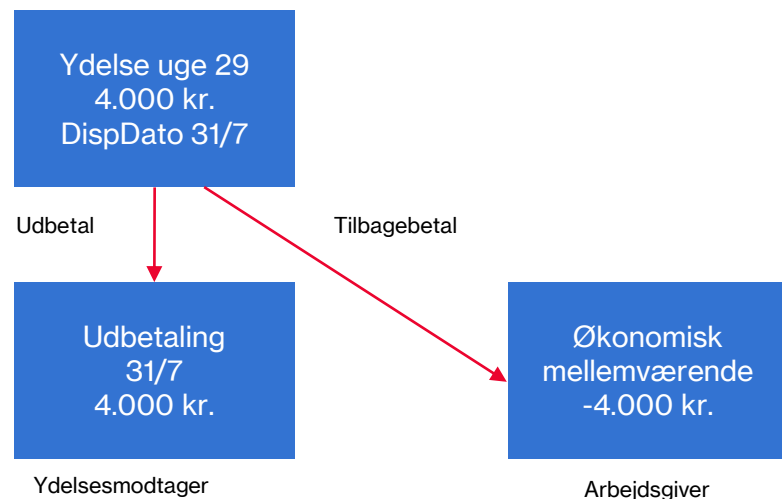 Ydelse uge 29
4.000 kr.
DispDato 31/7
Udbetal
Tilbagebetal
Udbetaling
31/7
4.000 kr.
Økonomisk
mellemværende
-4.000 kr.
Ydelsesmodtager
Arbejdsgiver